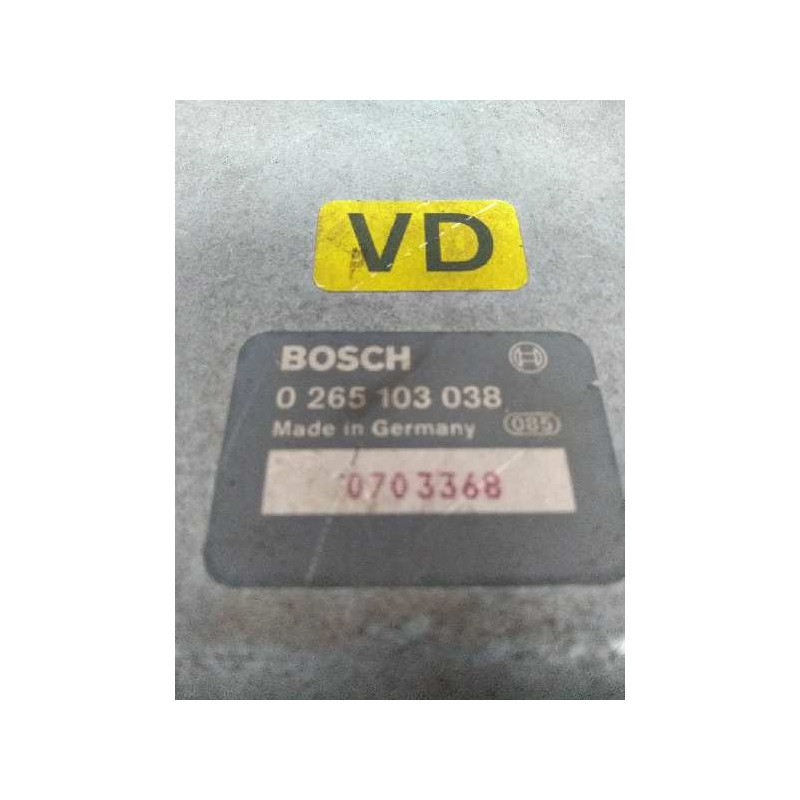 VD
BOSCH
0 265 103 038
Made in Germany 085
0703368